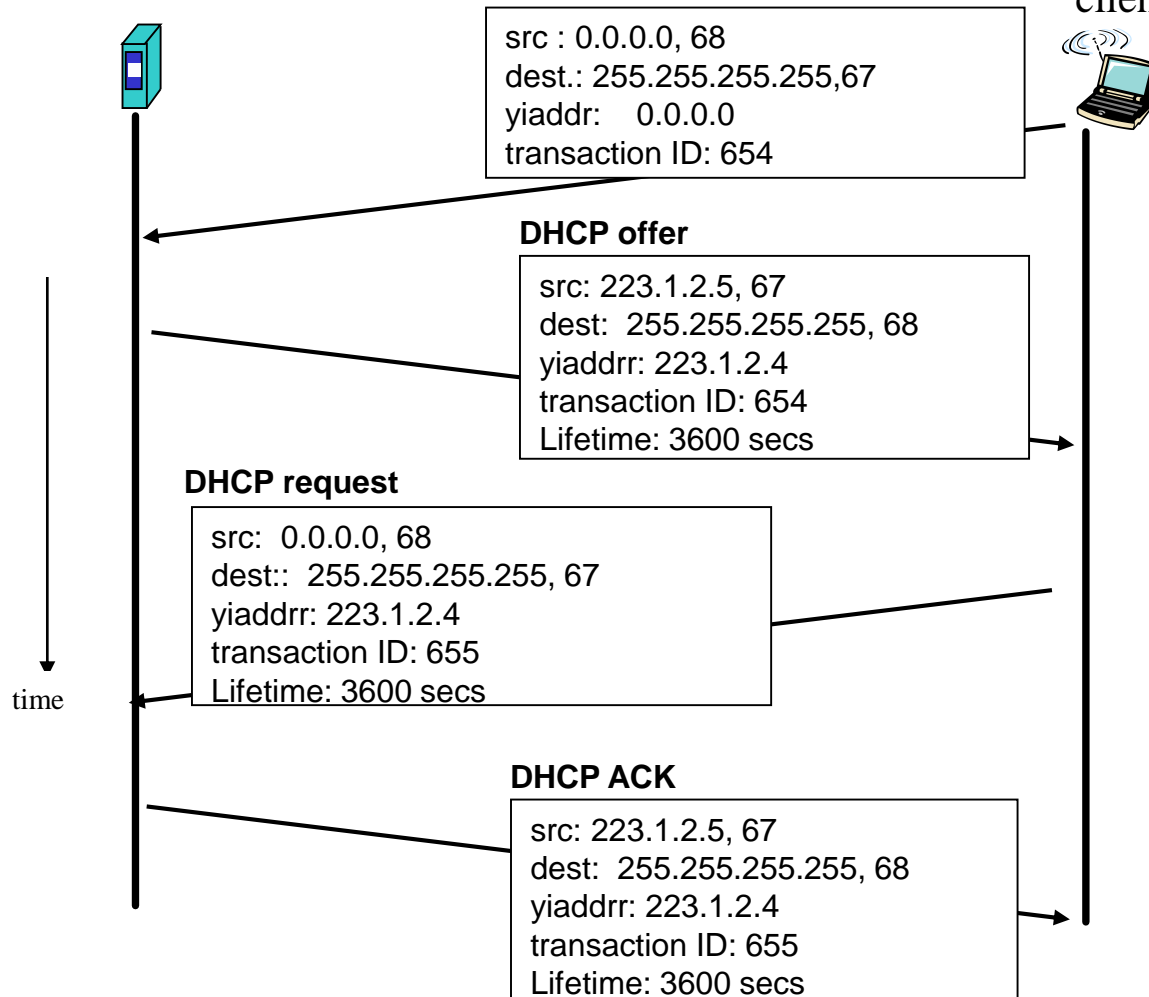 src : 0.0.0.0, 68
dest.: 255.255.255.255,67
yiaddr: 0.0.0.0
transaction ID: 654
DHCP offer
src: 223.1.2.5, 67
dest: 255.255.255.255, 68
yiaddrr: 223.1.2.4
transaction ID: 654
Lifetime: 3600 secs
DHCP request
src: 0.0.0.0, 68
dest:: 255.255.255.255, 67
yiaddrr: 223.1.2.4
transaction ID: 655
Lifetime: 3600 secs
time
DHCP ACK
src: 223.1.2.5, 67
dest: 255.255.255.255, 68
yiaddrr: 223.1.2.4
transaction ID: 655
Lifetime: 3600 secs